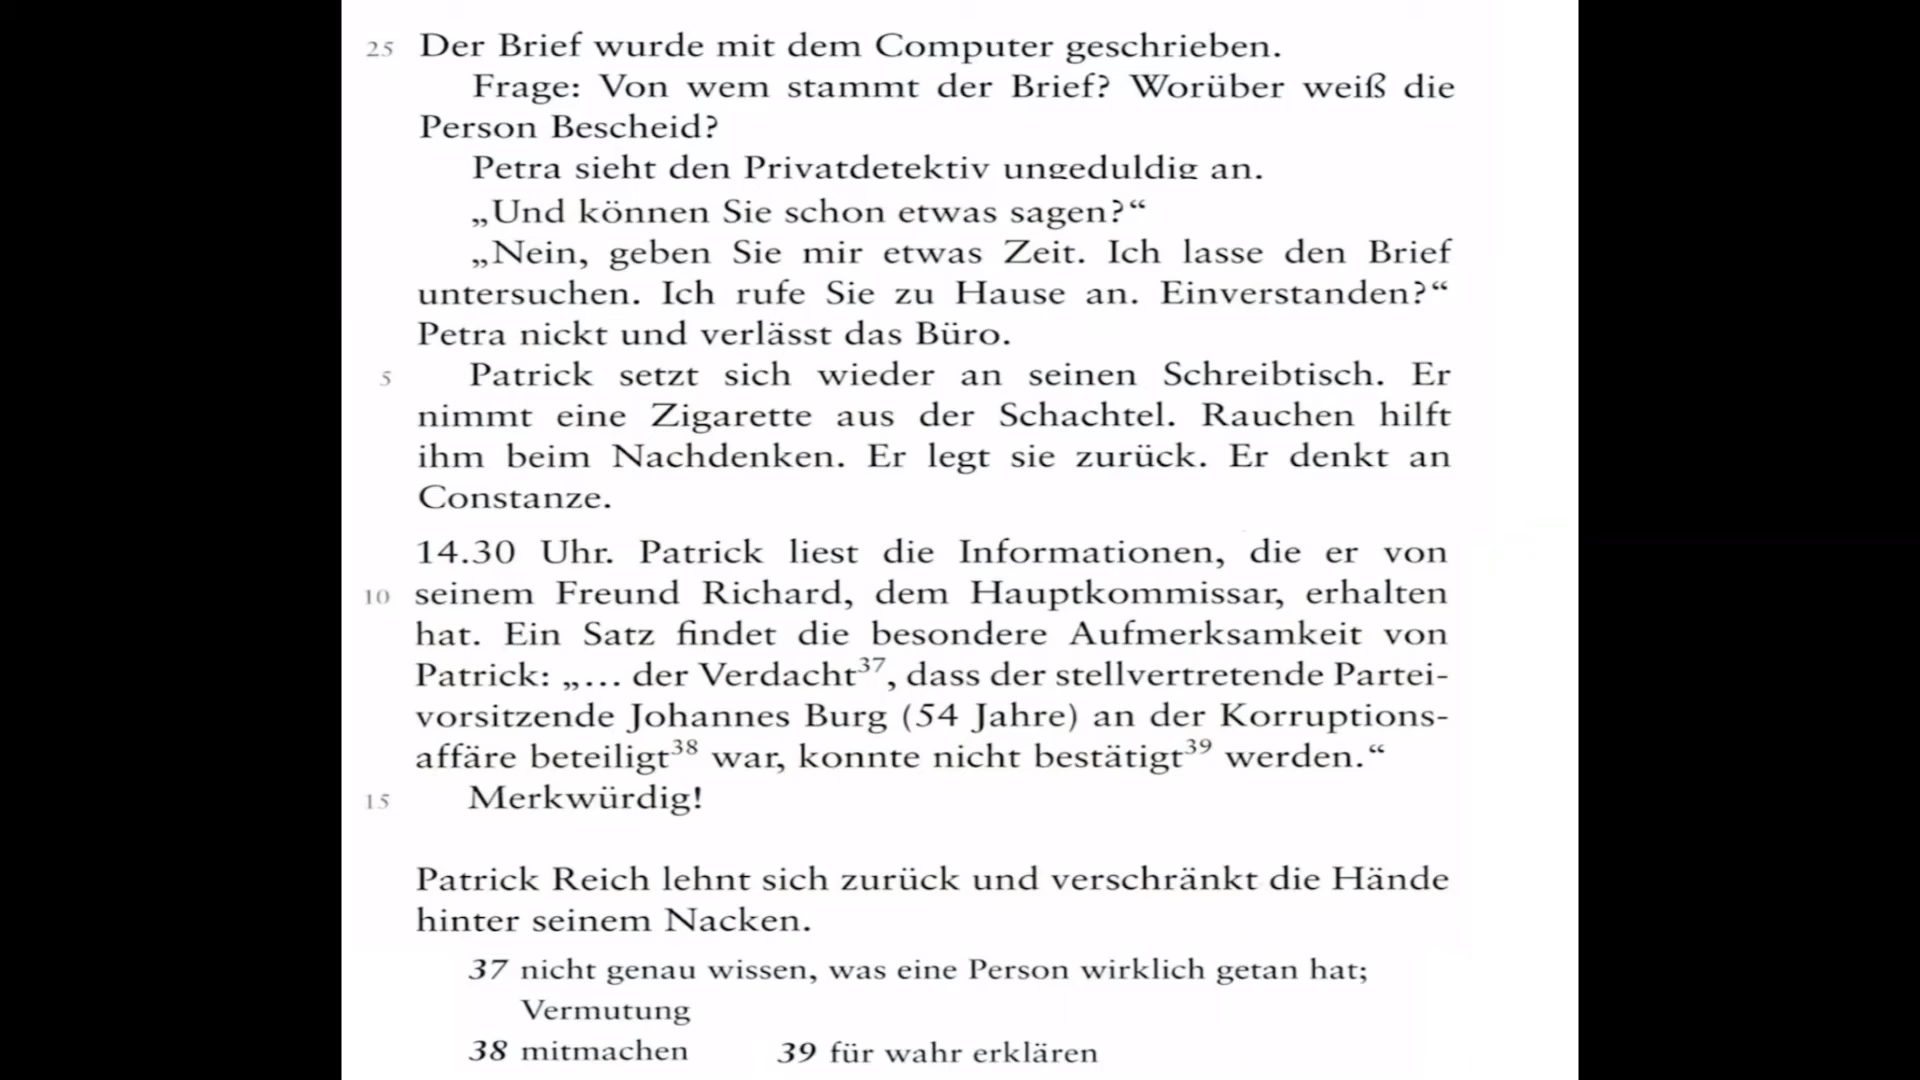 25 Der Brief wurde mit dem Computer geschrieben.
Frage: Von wem stammt der Brief? Worüber weiß die
Person Bescheid?
Petra sieht den Privatdetektiv ungeduldig an.
„Und können Sie schon etwas sagen?“
„Nein, geben Sie mir etwas Zeit. Ich lasse den Brief
untersuchen. Ich rufe Sie zu Hause an. Einverstanden?“
Petra nickt und verlässt das Büro.
5 Patrick setzt sich wieder an seinen Schreibtisch. Er
nimmt eine Zigarette aus der Schachtel. Rauchen hilft
ihm beim Nachdenken. Er legt sie zurück. Er denkt an
Constanze.
14.30 Uhr. Patrick liest die Informationen, die er von
10 seinem Freund Richard, dem Hauptkommissar, erhalten
hat. Ein Satz findet die besondere Aufmerksamkeit von
Patrick: „… der Verdacht³⁷, dass der stellvertretende Partei-
vorsitzende Johannes Burg (54 Jahre) an der Korruptions-
affäre beteiligt³⁸ war, konnte nicht bestätigt³⁹ werden.“
15 Merkwürdig!
Patrick Reich lehnt sich zurück und verschränkt die Hände
hinter seinem Nacken.
37 nicht genau wissen, was eine Person wirklich getan hat;
Vermutung
38 mitmachen 39 für wahr erklären